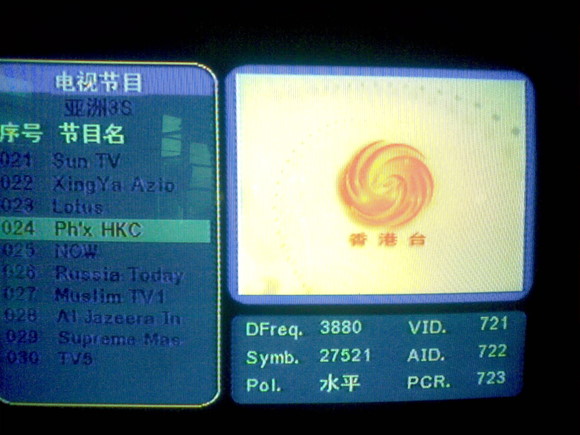 电视节目
亚洲3S
序号 节目名
021 Sun TV
022 XingYa Azio
023 Lotus
024 Ph'x HKC
025 NOW
026 Russia Today
027 Muslim TV1
028 Al Jazeera In
029 Supreme Mas
030 TV5
香港台
DFreq. 3880 VID. 721
Symb. 27521 AID. 722
Pol. 水平 PCR. 723